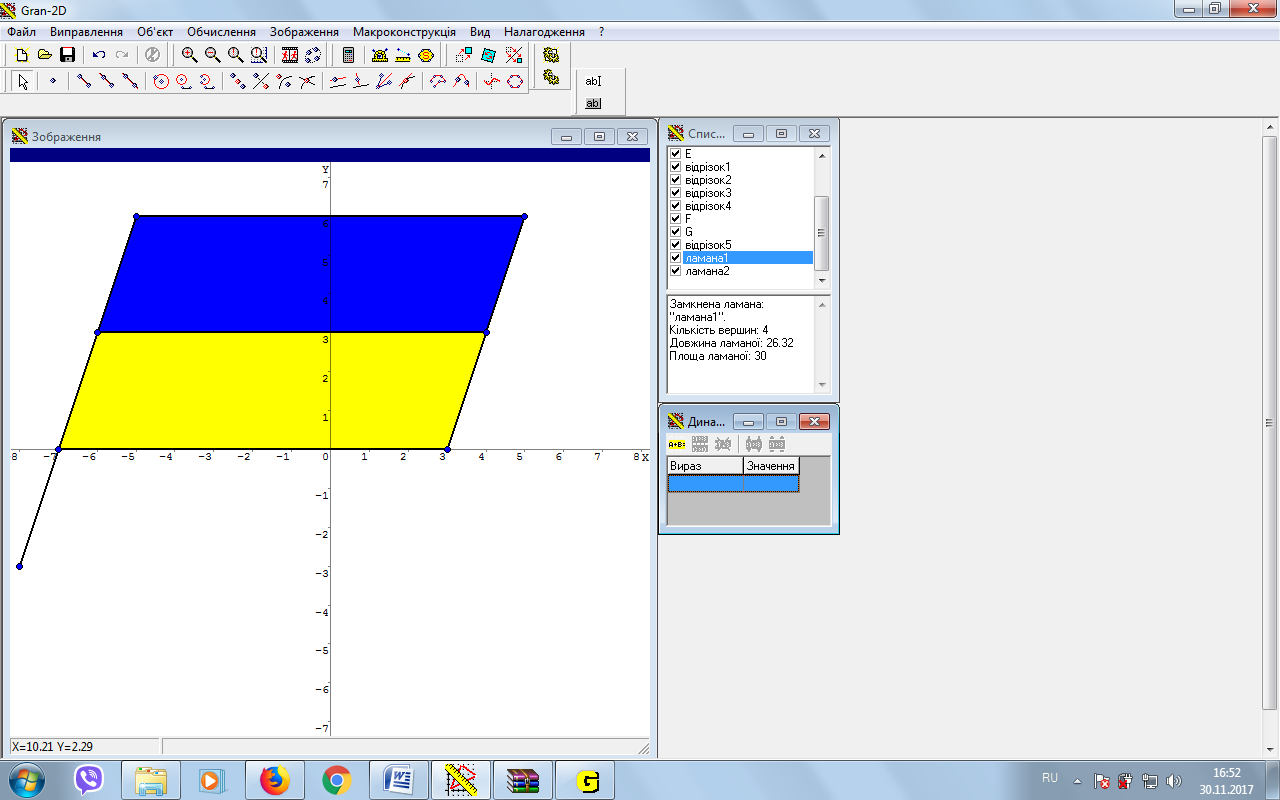 Gran-2D
Файл Виправлення Об'єкт Обчислення Зображення Макроконструкція Вид Налагодження ?
abI
abI
Зображення
Y
7
6
5
4
3
2
1
8 -7 -6 -5 -4 -3 -2 -1 0 1 2 3 4 5 6 7 8 X
-1
-2
-3
-4
-5
-6
-7
X=10.21 Y=2.29
Спис...
E
відрізок1
відрізок2
відрізок3
відрізок4
F
G
відрізок5
ламана1
ламана2
Замкнена ламана:
"ламана1".
Кількість вершин: 4
Довжина ламаної: 26.32
Площа ламаної: 30
Дина...
A+B=
Вираз Значення
RU
16:52
30.11.2017